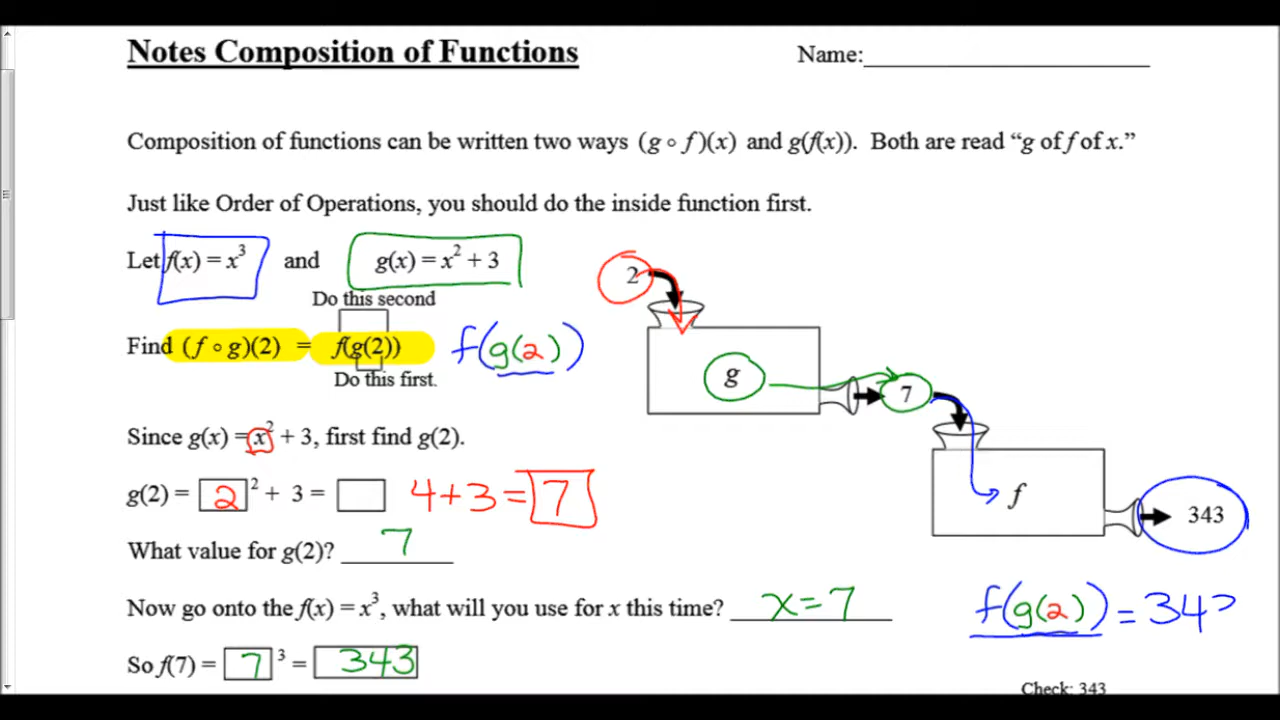 Notes Composition of Functions Name:
Composition of functions can be written two ways (g ∘ f)(x) and g(f(x)). Both are read “g of f of x.”
Just like Order of Operations, you should do the inside function first.
Let f(x) = x³ and g(x) = x² + 3
2
Do this second
Find (f ∘ g)(2) = f(g(2)) f(g(2))
Do this first.
g
7
Since g(x) = x² + 3, first find g(2).
g(2) = 2² + 3 = 4+3 = 7
f
343
What value for g(2)? 7
Now go onto the f(x) = x³, what will you use for x this time? x=7
f(g(2)) = 34
So f(7) = 7³ = 343
Check: 343